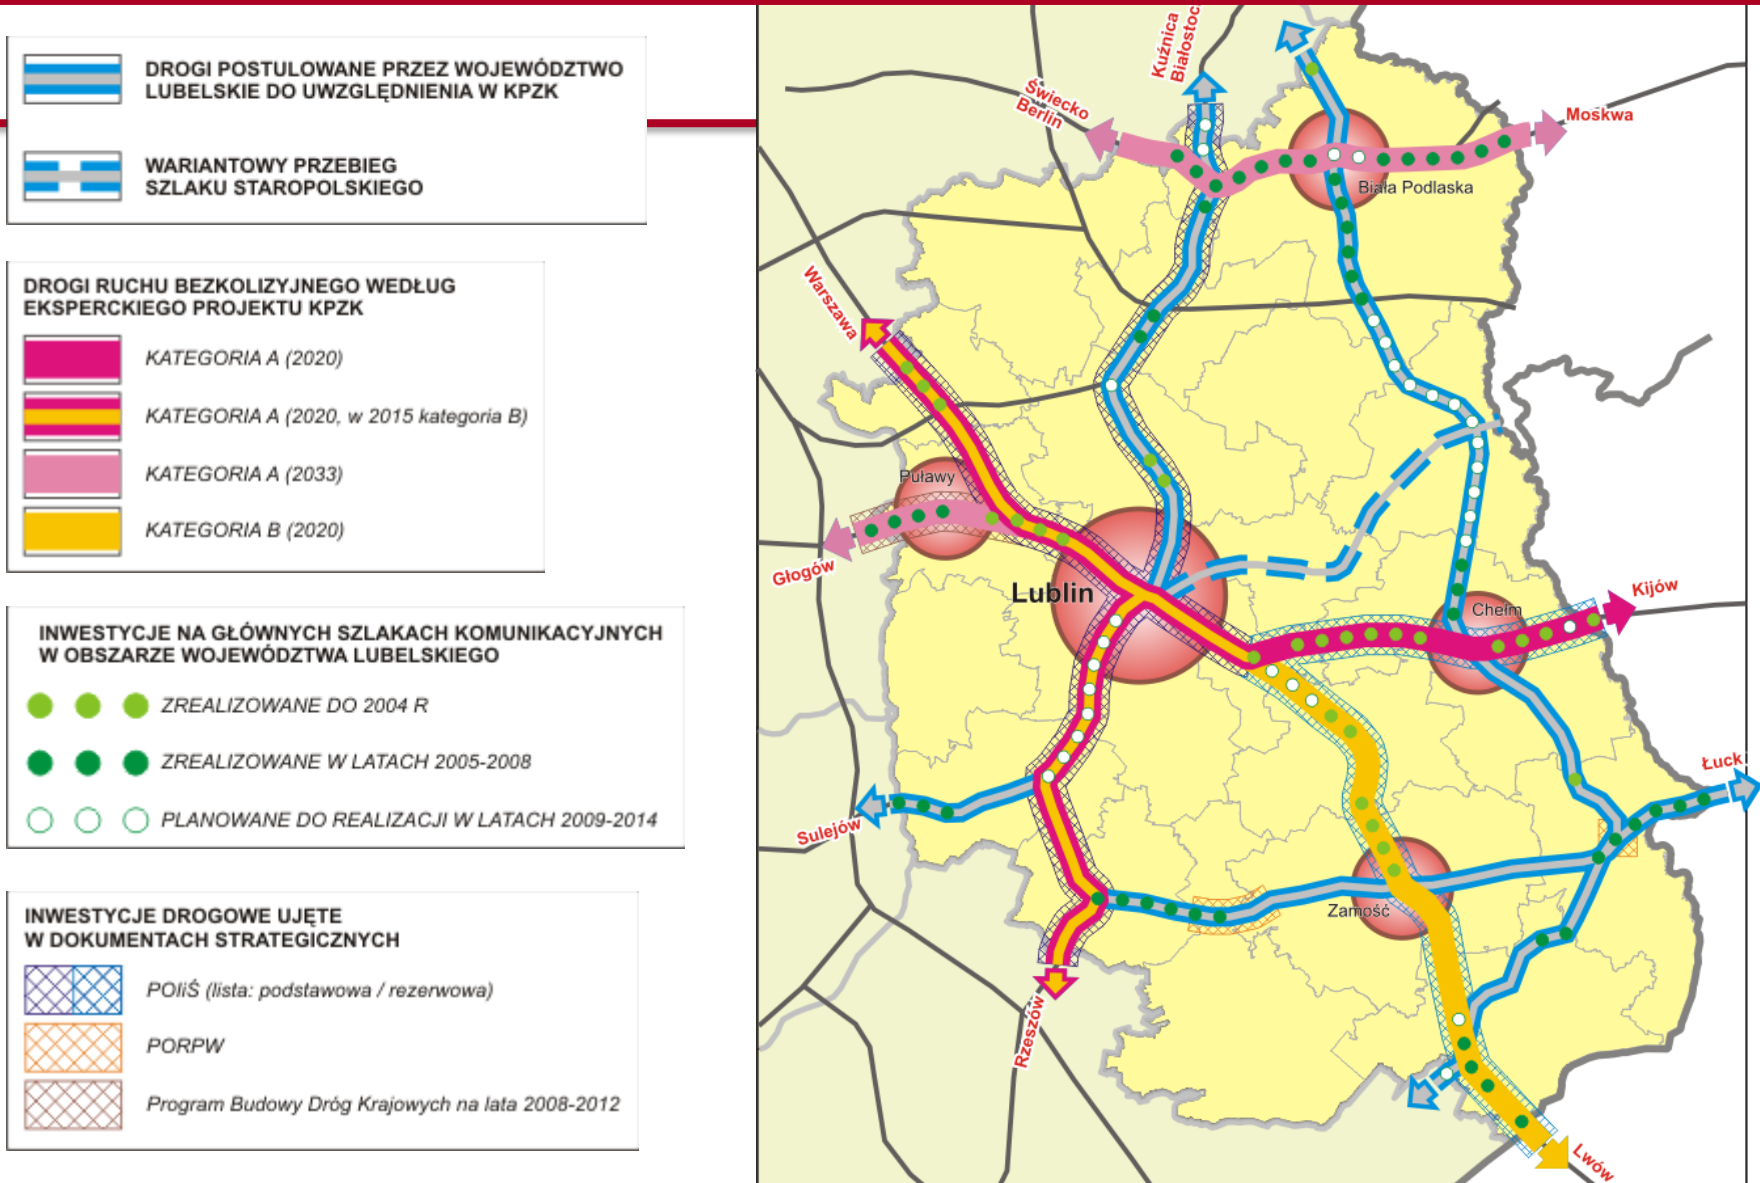 DROGI POSTULOWANE PRZEZ WOJEWÓDZTWO
LUBELSKIE DO UWZGLĘDNIENIA W KPZK
WARIANTOWY PRZEBIEG
SZLAKU STAROPOLSKIEGO
DROGI RUCHU BEZKOLIZYJNEGO WEDŁUG
EKSPERCKIEGO PROJEKTU KPZK
KATEGORIA A (2020)
KATEGORIA A (2020, w 2015 kategoria B)
KATEGORIA A (2033)
KATEGORIA B (2020)
INWESTYCJE NA GŁÓWNYCH SZLAKACH KOMUNIKACYJNYCH
W OBSZARZE WOJEWÓDZTWA LUBELSKIEGO
ZREALIZOWANE DO 2004 R
ZREALIZOWANE W LATACH 2005-2008
PLANOWANE DO REALIZACJI W LATACH 2009-2014
INWESTYCJE DROGOWE UJĘTE
W DOKUMENTACH STRATEGICZNYCH
POIiŚ (lista: podstawowa / rezerwowa)
PORPW
Program Budowy Dróg Krajowych na lata 2008-2012
Kuźnica
Białostoc
Świecko
Berlin
Moskwa
Biała Podlaska
Warszawa
Puławy
Głogów
Lublin
Chełm
Kijów
Łuck
Sulejów
Zamość
Rzeszów
Lwów